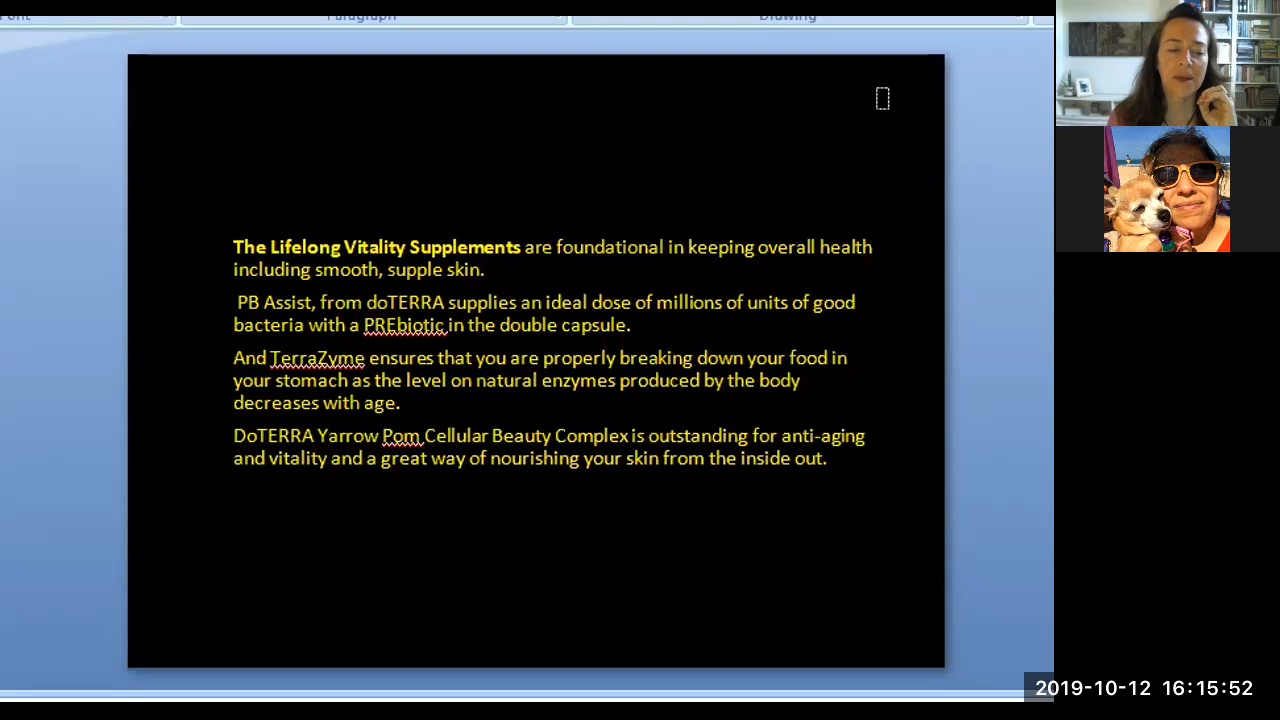 Paragraph
Drawing
The Lifelong Vitality Supplements are foundational in keeping overall health
including smooth, supple skin.
PB Assist, from doTERRA supplies an ideal dose of millions of units of good
bacteria with a PREbiotic in the double capsule.
And TerraZyme ensures that you are properly breaking down your food in
your stomach as the level on natural enzymes produced by the body
decreases with age.
DoTERRA Yarrow Pom Cellular Beauty Complex is outstanding for anti-aging
and vitality and a great way of nourishing your skin from the inside out.
2019-10-12 16:15:52